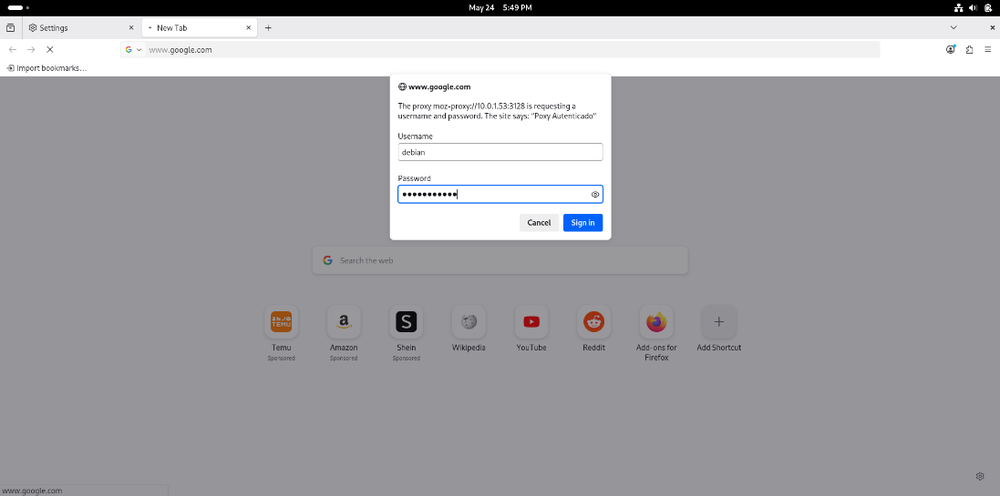 May 24 5:49 PM
Settings
New Tab
www.google.com
Import bookmarks...
www.google.com
The proxy moz-proxy://10.0.1.53:3128 is requesting a
username and password. The site says: “Poxy Autenticado”
Username
debian
Password
Cancel
Sign in
Search the web
TEMU
Temu
Sponsored
a
Amazon
Sponsored
S
Shein
Sponsored
W
Wikipedia
YouTube
Reddit
Add-ons for
Firefox
Add Shortcut
www.google.com